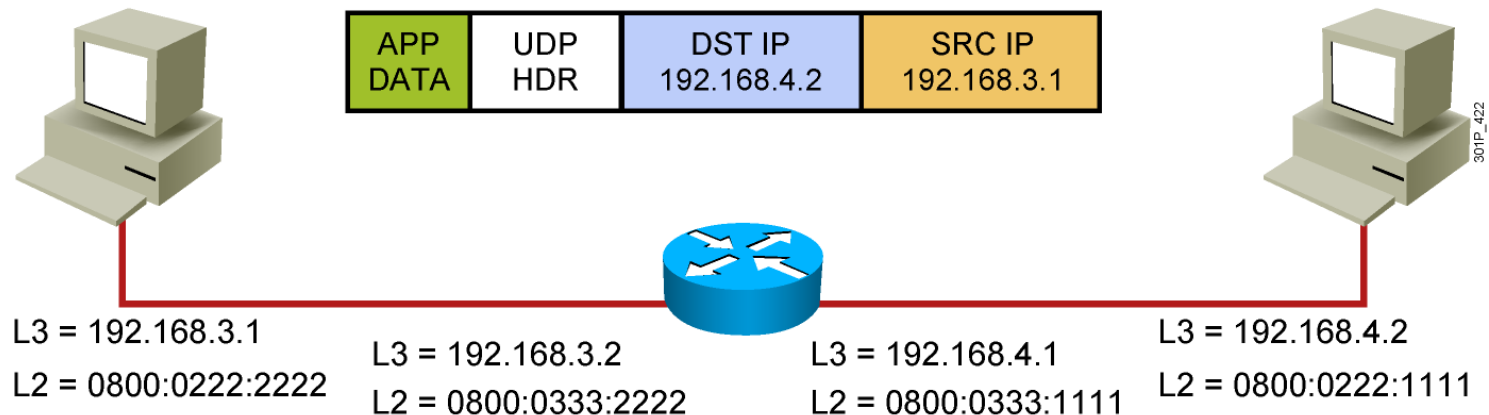 APP
DATA
UDP
HDR
DST IP
192.168.4.2
SRC IP
192.168.3.1
301P_422
L3 = 192.168.3.1
L2 = 0800:0222:2222
L3 = 192.168.3.2
L2 = 0800:0333:2222
L3 = 192.168.4.1
L2 = 0800:0333:1111
L3 = 192.168.4.2
L2 = 0800:0222:1111